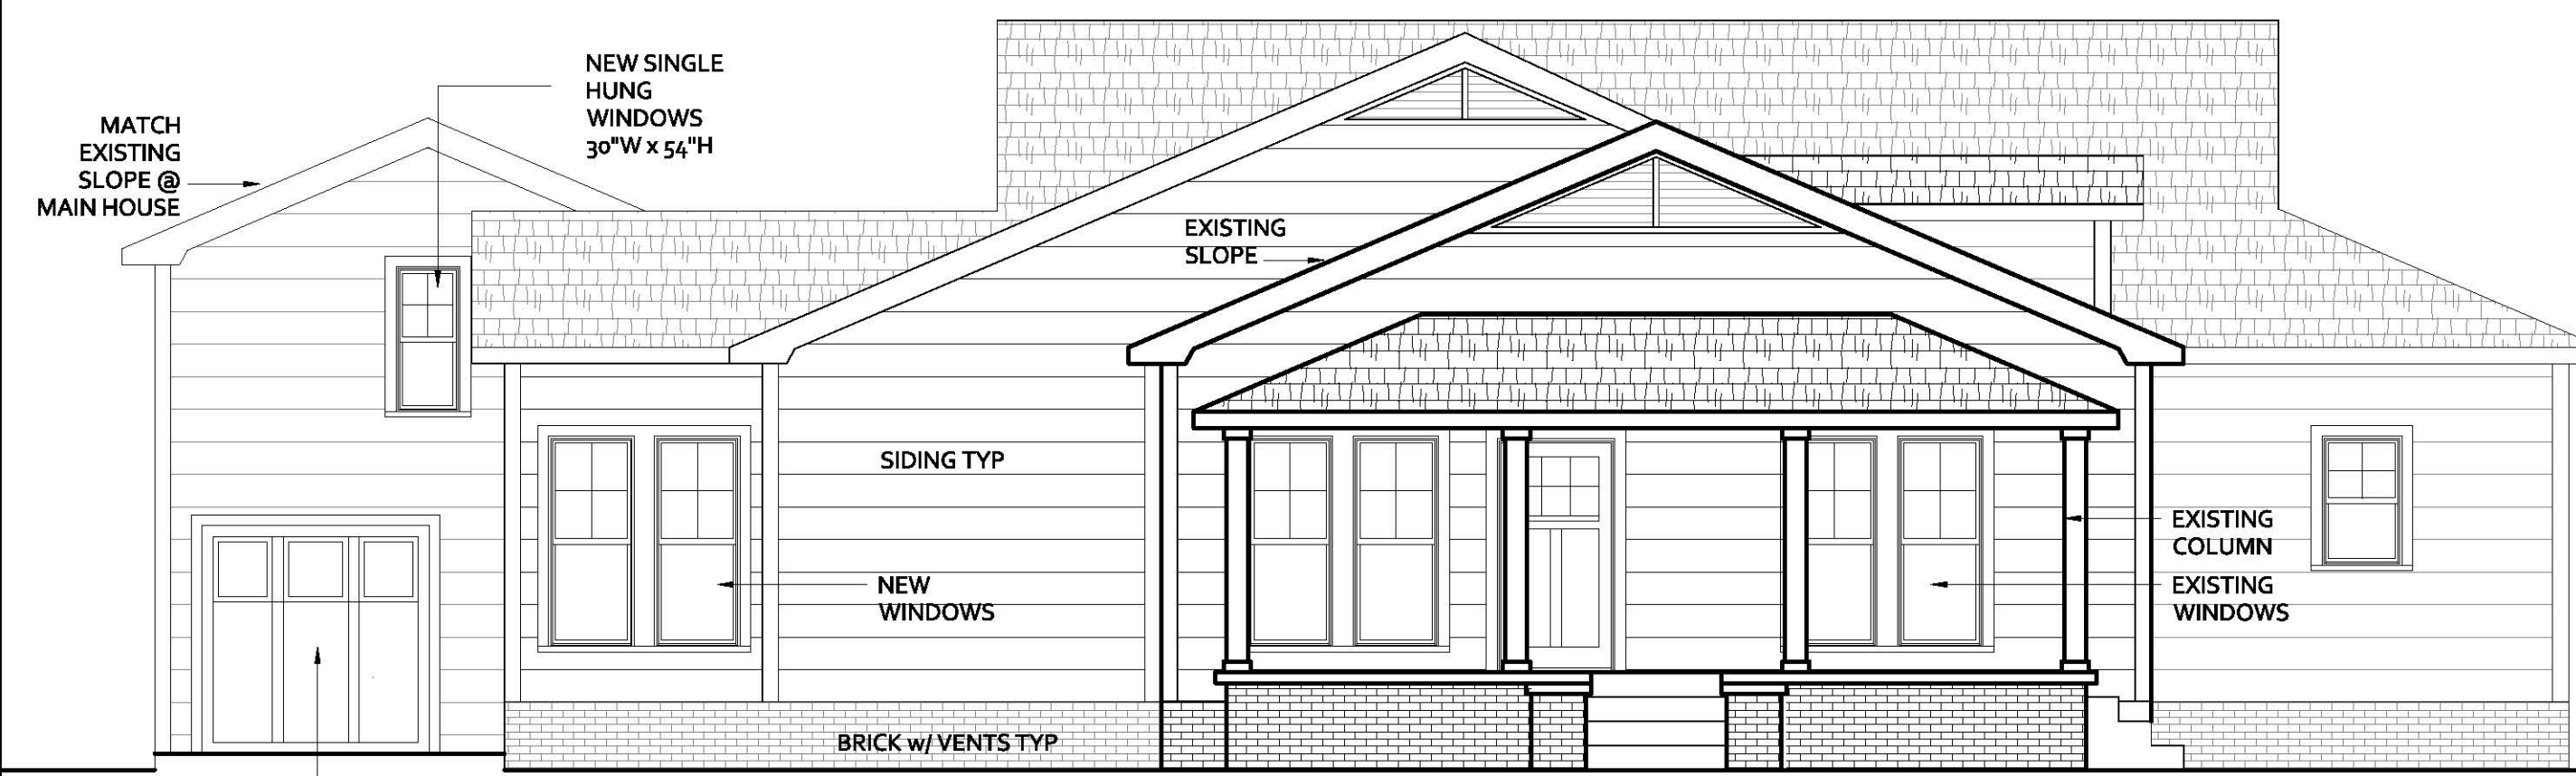 NEW SINGLE
HUNG
WINDOWS
30"W x 54"H
MATCH
EXISTING
SLOPE @
MAIN HOUSE
EXISTING
SLOPE
SIDING TYP
NEW
WINDOWS
EXISTING
COLUMN
EXISTING
WINDOWS
BRICK w/ VENTS TYP